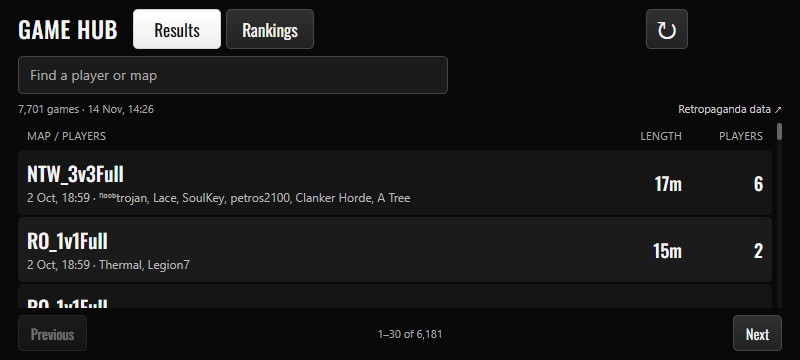 GAME HUB Results Rankings ↻
Find a player or map
7,701 games · 14 Nov, 14:26 Retropaganda data ↗
MAP / PLAYERS LENGTH PLAYERS
NTW_3v3Full 17m 6
2 Oct, 18:59 · ⁿᵒᵒᵇtrojan, Lace, SoulKey, petros2100, Clanker Horde, A Tree
RO_1v1Full 15m 2
2 Oct, 18:59 · Thermal, Legion7
RO_1v1Full
Previous 1–30 of 6,181 Next